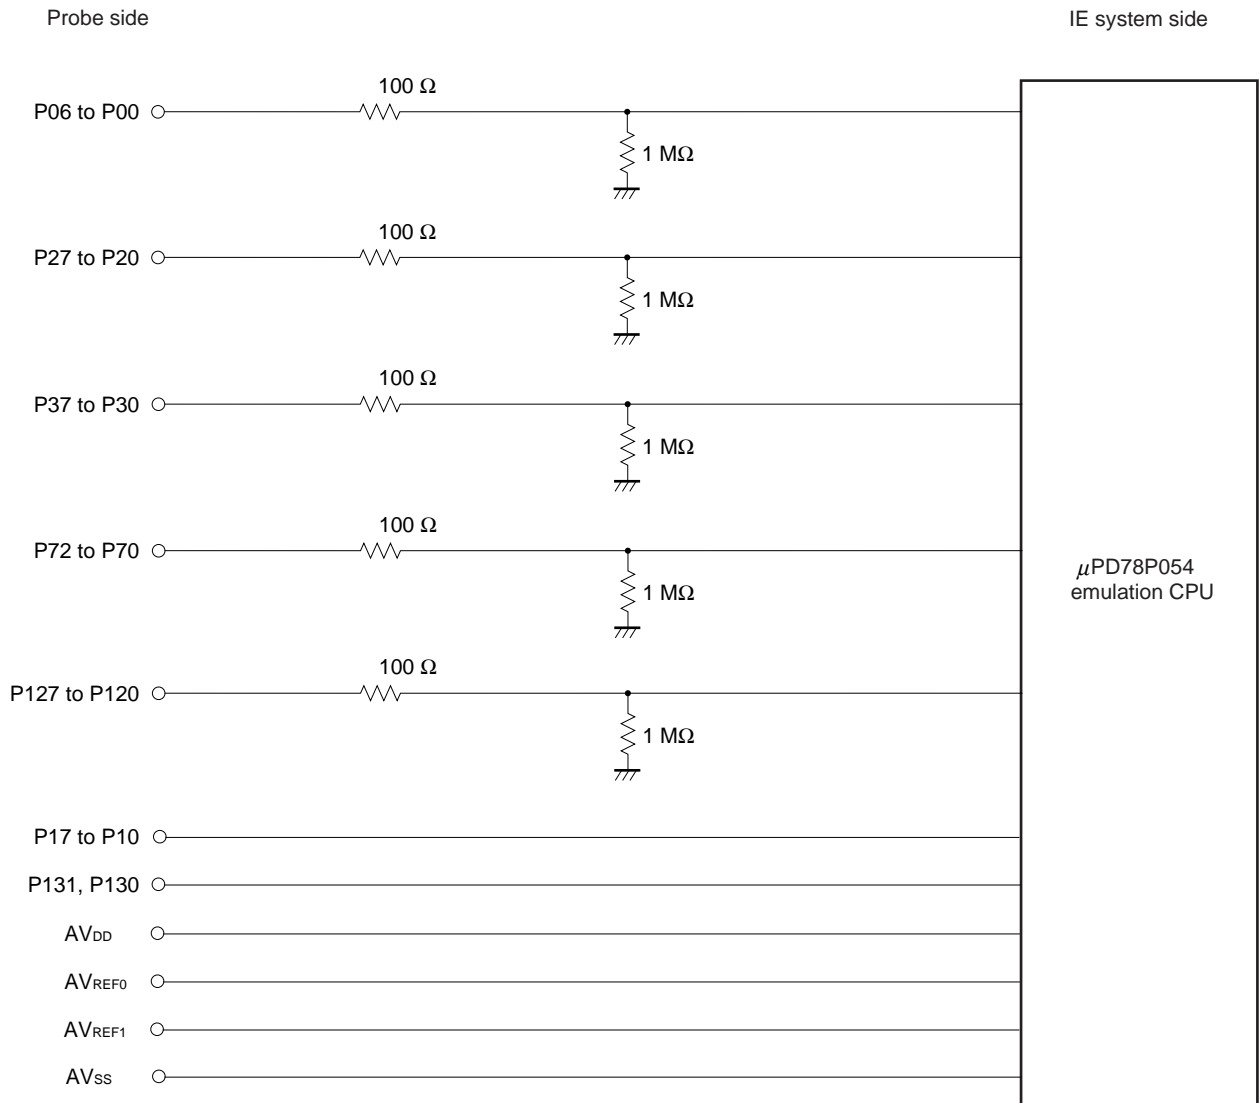 Probe side
IE system side
100 Ω
P06 to P00
1 MΩ
100 Ω
P27 to P20
1 MΩ
100 Ω
P37 to P30
1 MΩ
100 Ω
P72 to P70
1 MΩ
μPD78P054
emulation CPU
100 Ω
P127 to P120
1 MΩ
P17 to P10
P131, P130
AVDD
AVREF0
AVREF1
AVSS